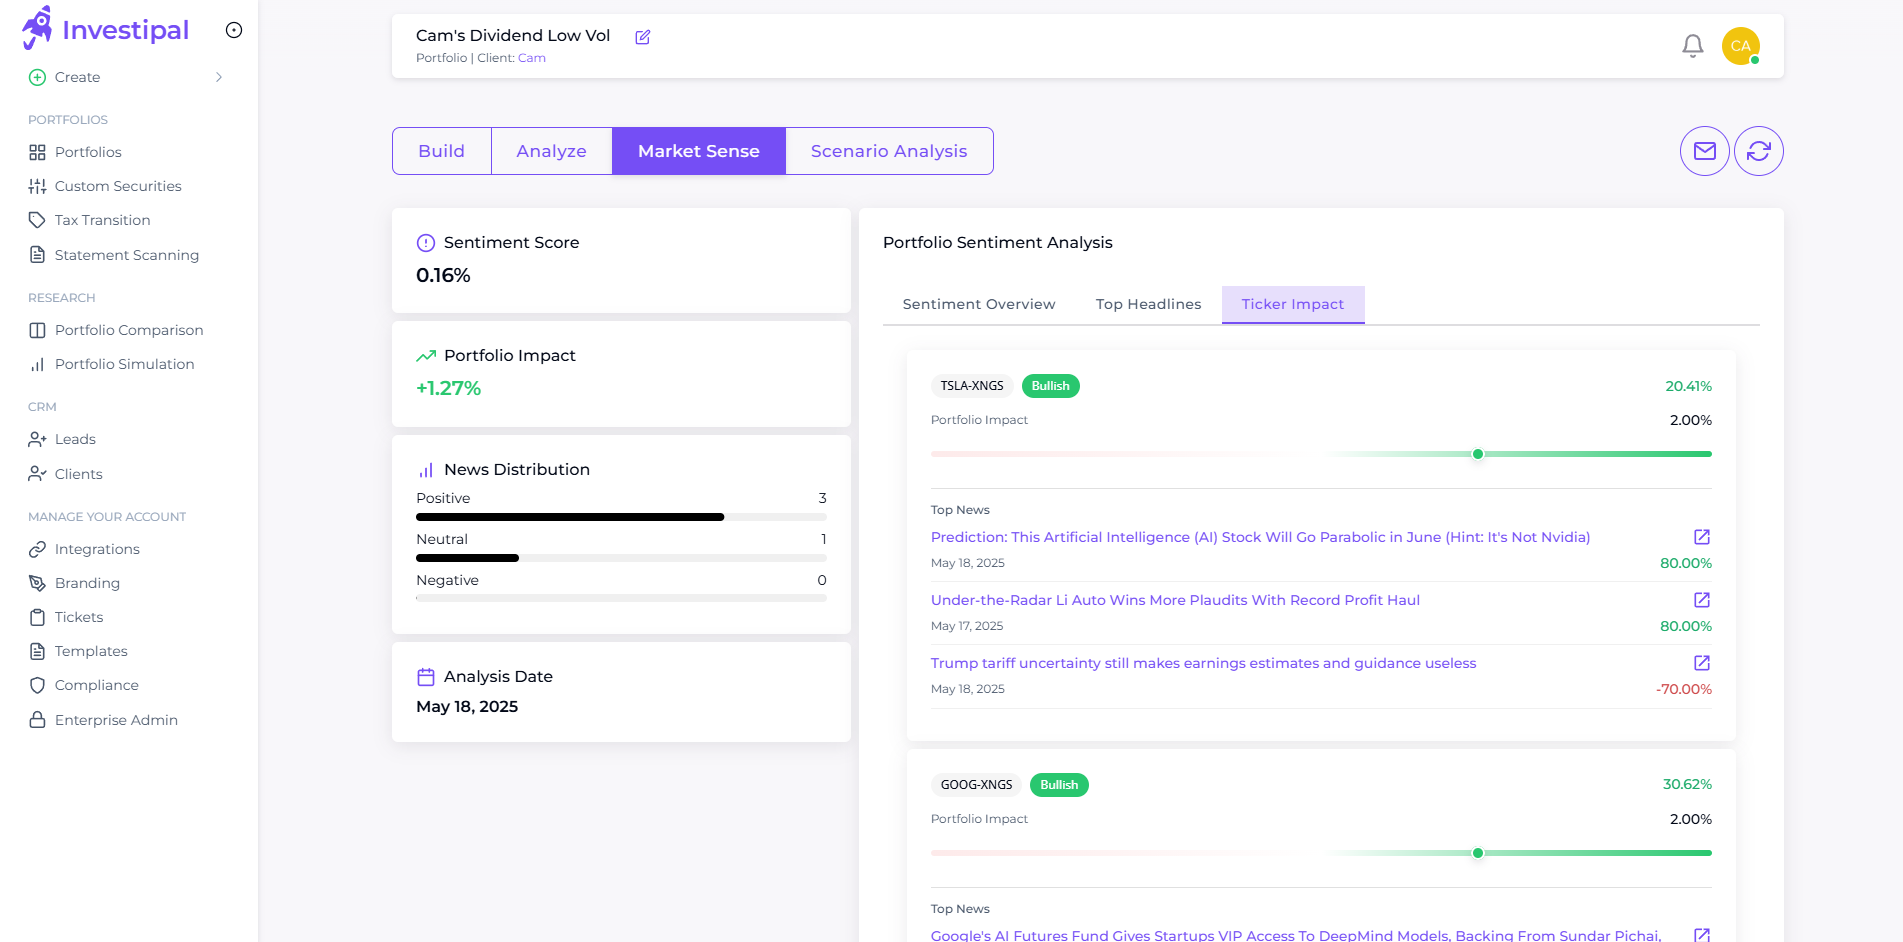 Investipal
Create
PORTFOLIOS
Portfolios
Custom Securities
Tax Transition
Statement Scanning
RESEARCH
Portfolio Comparison
Portfolio Simulation
CRM
Leads
Clients
MANAGE YOUR ACCOUNT
Integrations
Branding
Tickets
Templates
Compliance
Enterprise Admin
Cam's Dividend Low Vol
Portfolio | Client: Cam
CA
Build Analyze Market Sense Scenario Analysis
Sentiment Score
0.16%
Portfolio Impact
+1.27%
News Distribution
Positive 3
Neutral 1
Negative 0
Analysis Date
May 18, 2025
Portfolio Sentiment Analysis
Sentiment Overview Top Headlines Ticker Impact
TSLA-XNGS Bullish 20.41%
Portfolio Impact 2.00%
Top News
Prediction: This Artificial Intelligence (AI) Stock Will Go Parabolic in June (Hint: It's Not Nvidia)
May 18, 2025 80.00%
Under-the-Radar Li Auto Wins More Plaudits With Record Profit Haul
May 17, 2025 80.00%
Trump tariff uncertainty still makes earnings estimates and guidance useless
May 18, 2025 -70.00%
GOOG-XNGS Bullish 30.62%
Portfolio Impact 2.00%
Top News
Google's AI Futures Fund Gives Startups VIP Access To DeepMind Models, Backing From Sundar Pichai,